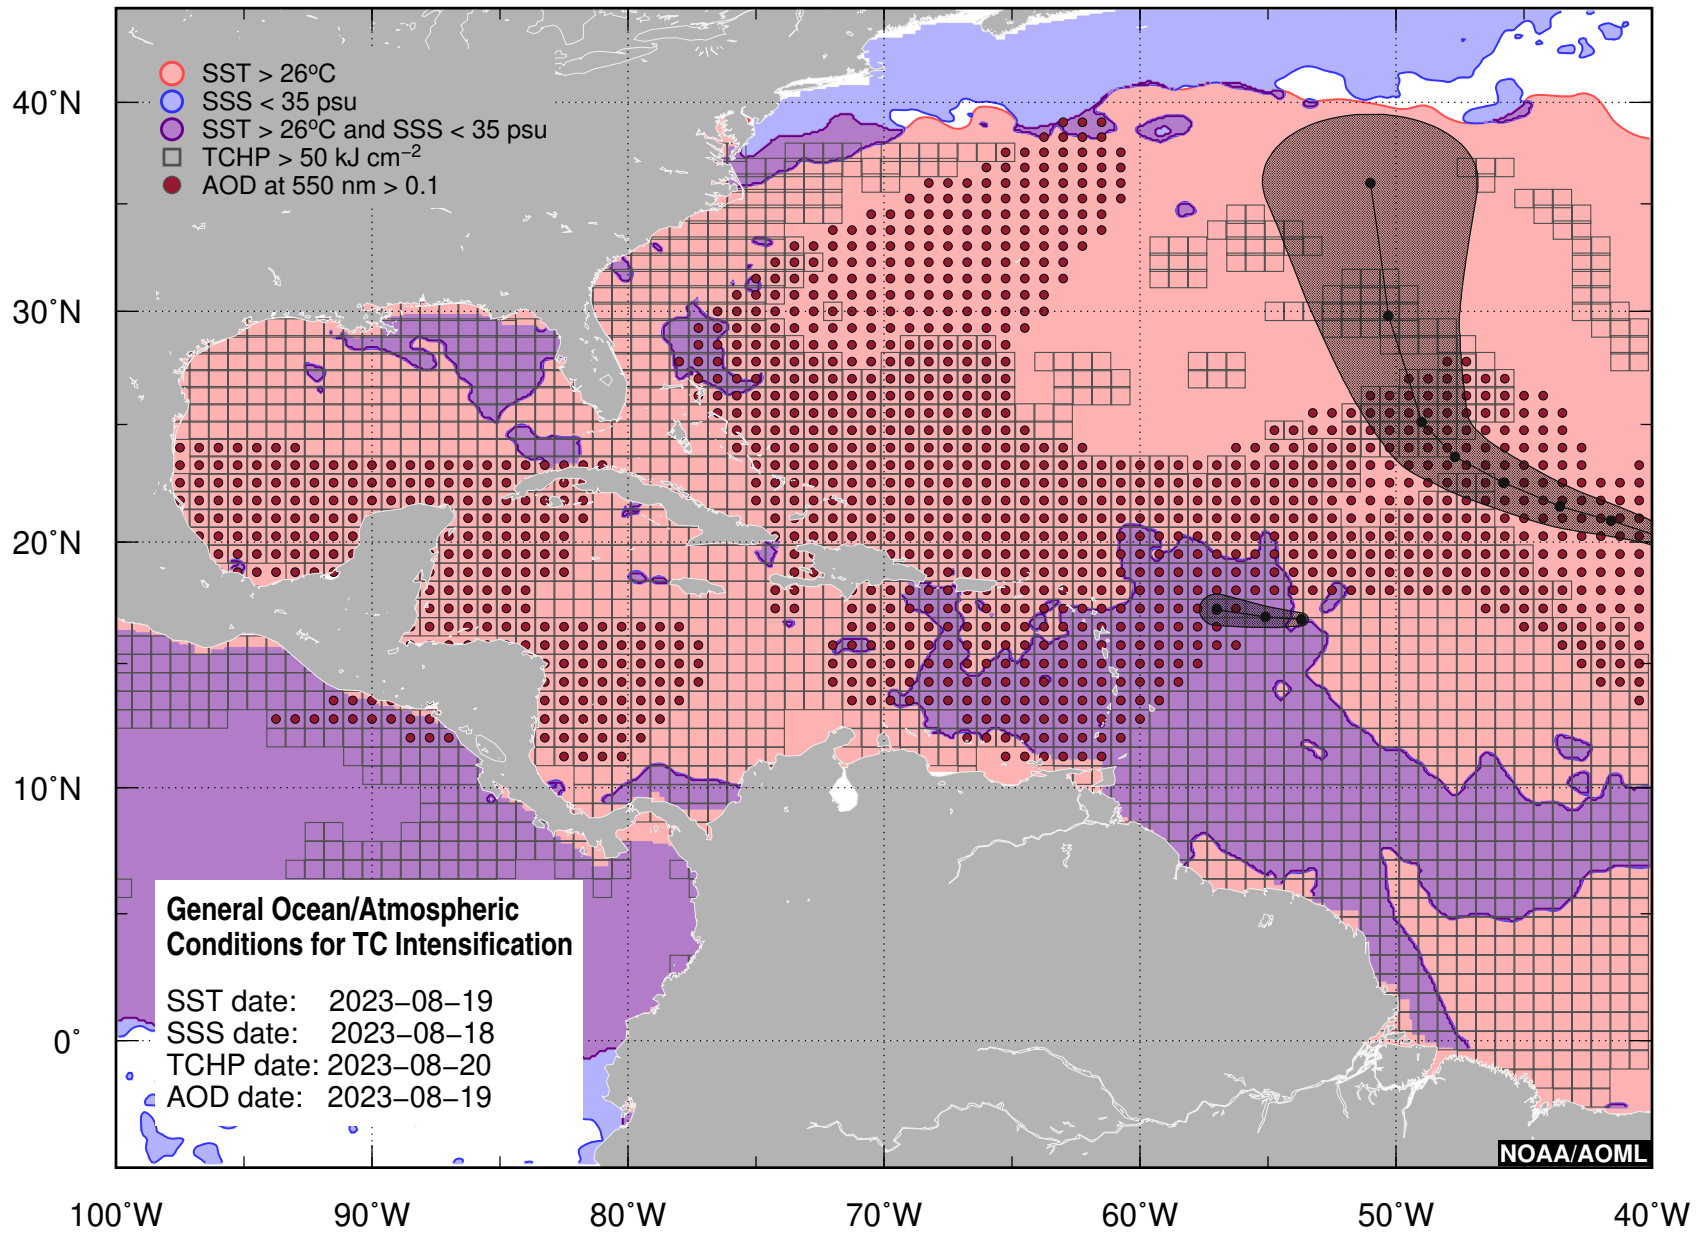 SST > 26ºC
SSS < 35 psu
SST > 26ºC and SSS < 35 psu
TCHP > 50 kJ cm⁻²
AOD at 550 nm > 0.1
40˚N
30˚N
20˚N
10˚N
0˚
General Ocean/Atmospheric
Conditions for TC Intensification
SST date: 2023−08−19
SSS date: 2023−08−18
TCHP date: 2023−08−20
AOD date: 2023−08−19
NOAA/AOML
100˚W 90˚W 80˚W 70˚W 60˚W 50˚W 40˚W